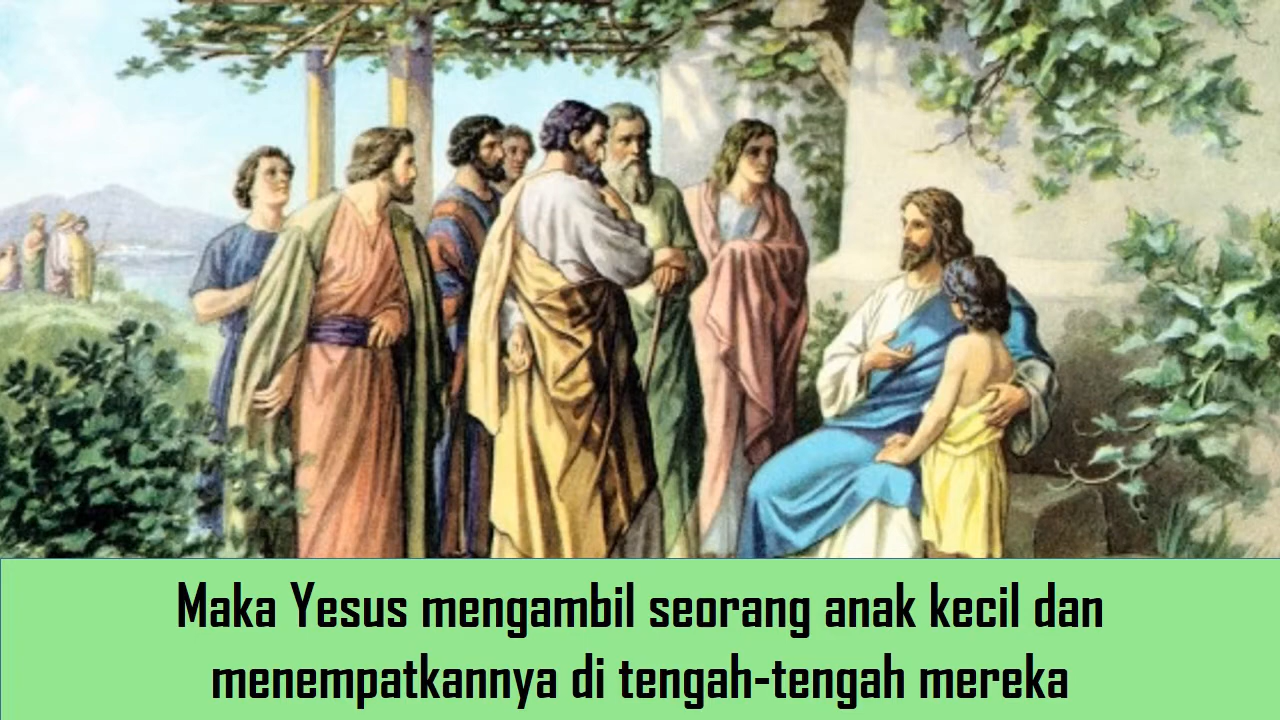 Maka Yesus mengambil seorang anak kecil dan
menempatkannya di tengah-tengah mereka